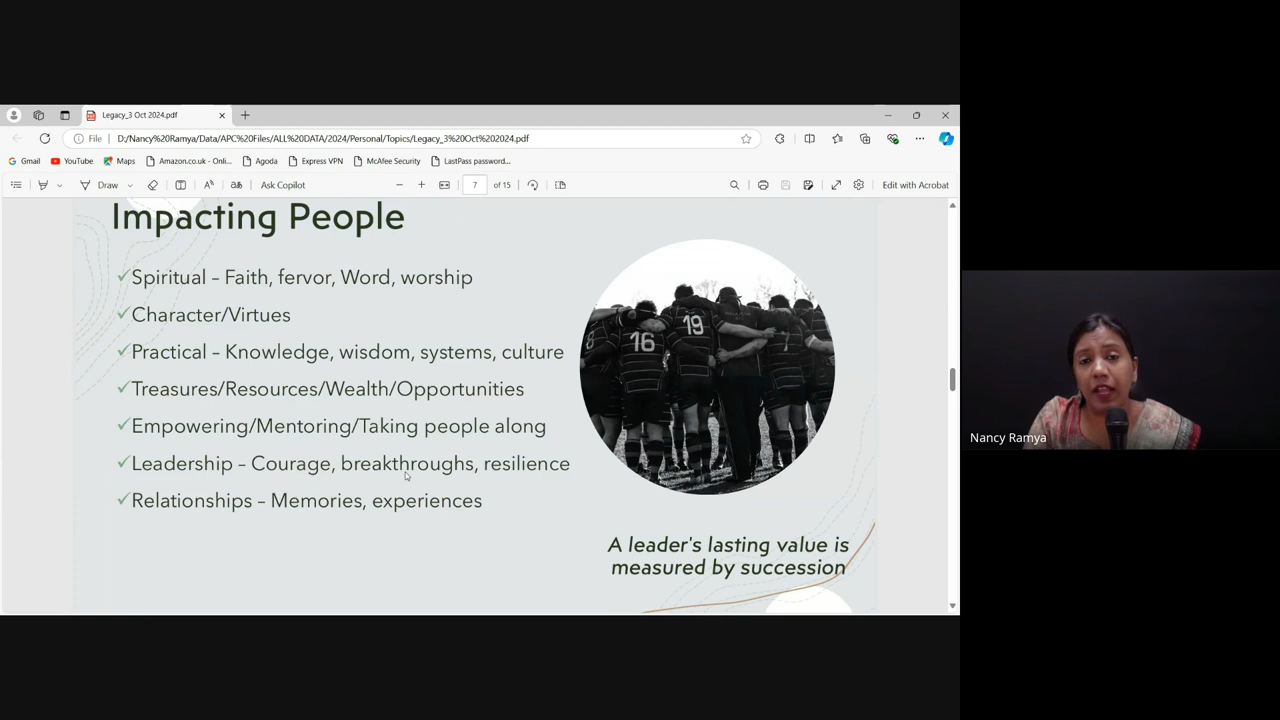 Legacy_3 Oct 2024.pdf
File
D:/Nancy%20Ramya/Data/APC%20Files/ALL%20DATA/2024/Personal/Topics/Legacy_3%20Oct%202024.pdf
Gmail YouTube Maps Amazon.co.uk - Onli... Agoda Express VPN McAfee Security LastPass password...
Draw Ask Copilot 7 of 15 Edit with Acrobat
Impacting People
✓Spiritual – Faith, fervor, Word, worship
✓Character/Virtues
✓Practical – Knowledge, wisdom, systems, culture
✓Treasures/Resources/Wealth/Opportunities
✓Empowering/Mentoring/Taking people along
✓Leadership – Courage, breakthroughs, resilience
✓Relationships – Memories, experiences
8
16
19
A leader's lasting value is
measured by succession
Nancy Ramya